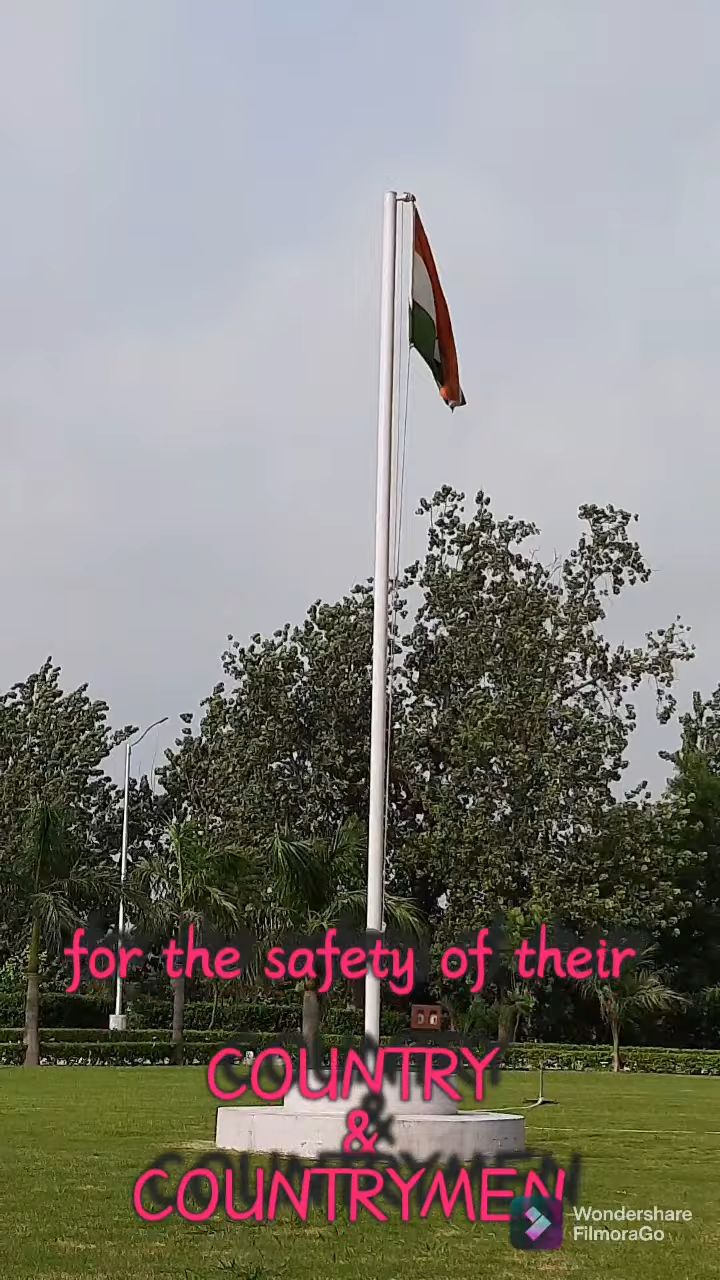 for the safety of their
COUNTRY
&
COUNTRYMEN
Wondershare
FilmoraGo